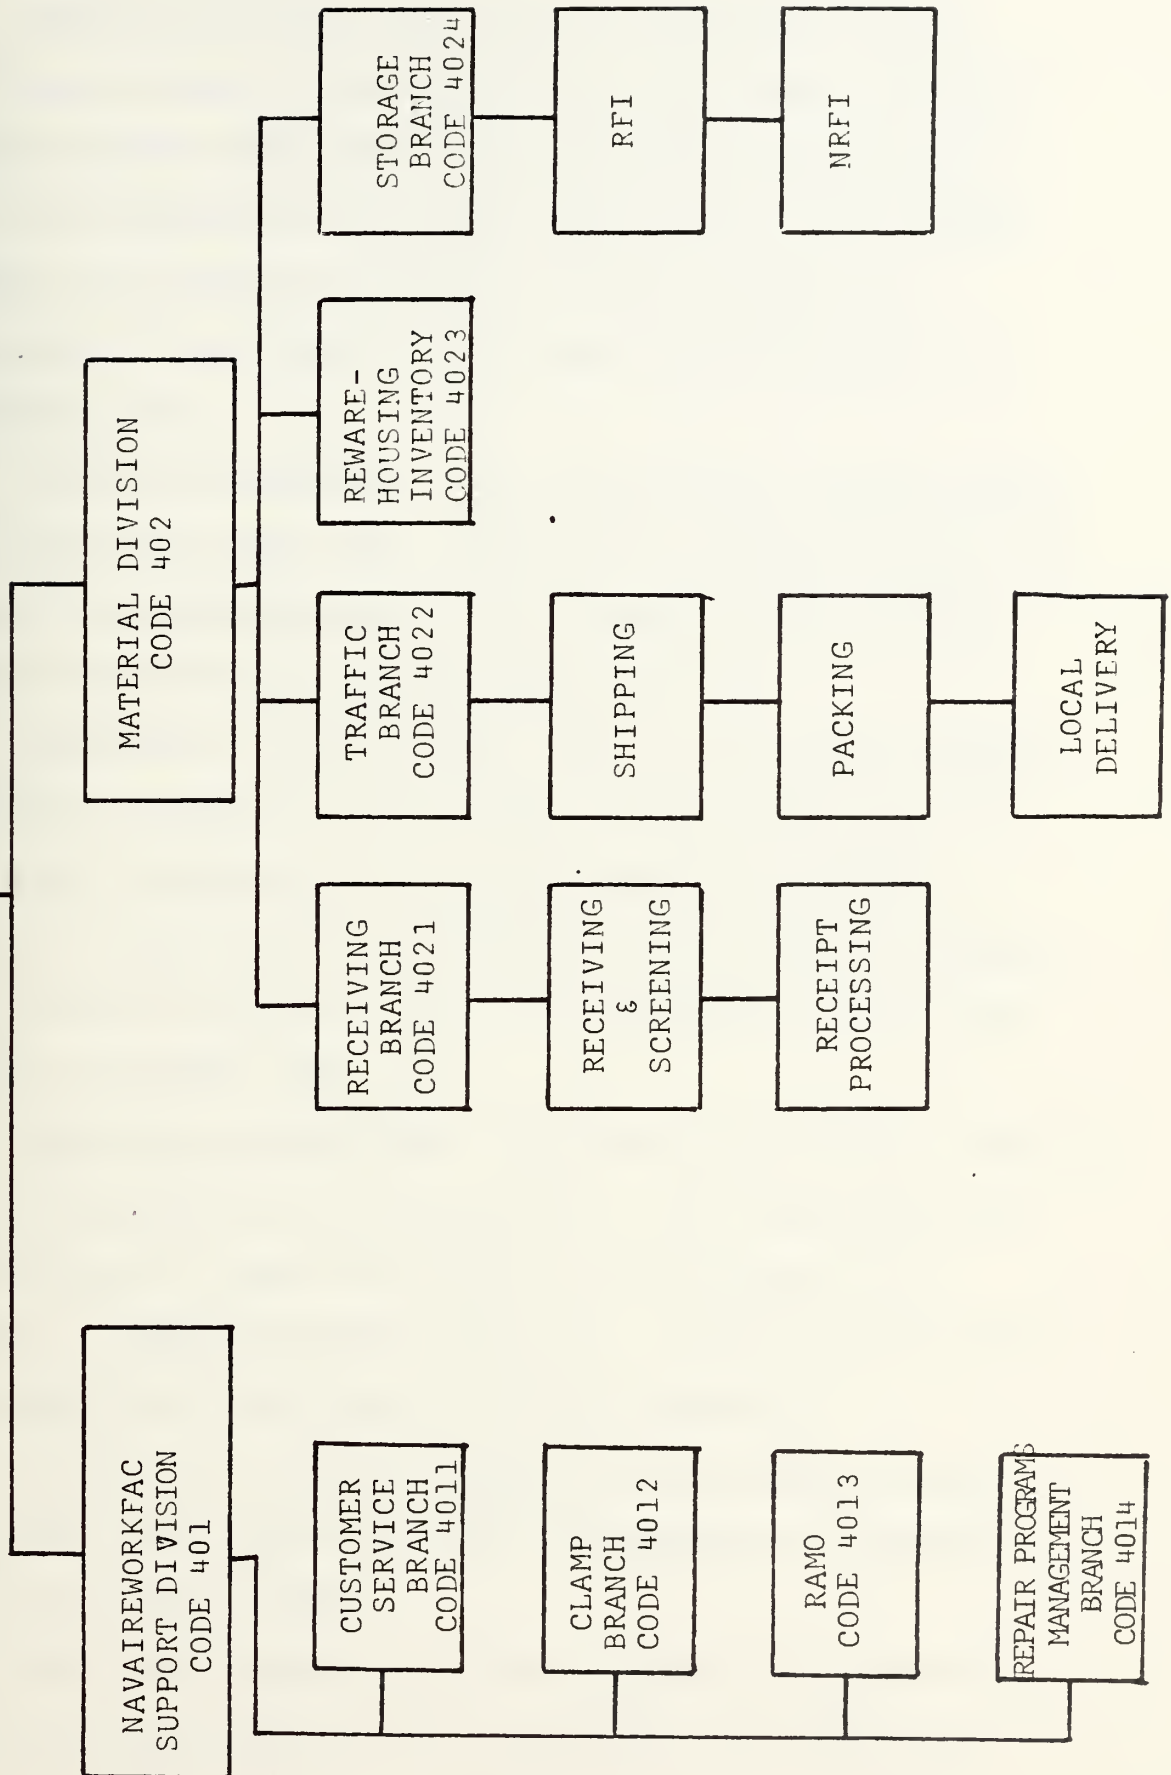 NAVAIREWORKFAC
SUPPORT DIVISION
CODE 401
CUSTOMER
SERVICE
BRANCH
CODE 4011
CLAMP
BRANCH
CODE 4012
RAMO
CODE 4013
REPAIR PROGRAMS
MANAGEMENT
BRANCH
CODE 4014
MATERIAL DIVISION
CODE 402
RECEIVING
BRANCH
CODE 4021
RECEIVING
&
SCREENING
RECEIPT
PROCESSING
TRAFFIC
BRANCH
CODE 4022
SHIPPING
PACKING
LOCAL
DELIVERY
REWARE-
HOUSING
INVENTORY
CODE 4023
STORAGE
BRANCH
CODE 4024
RFI
NRFI